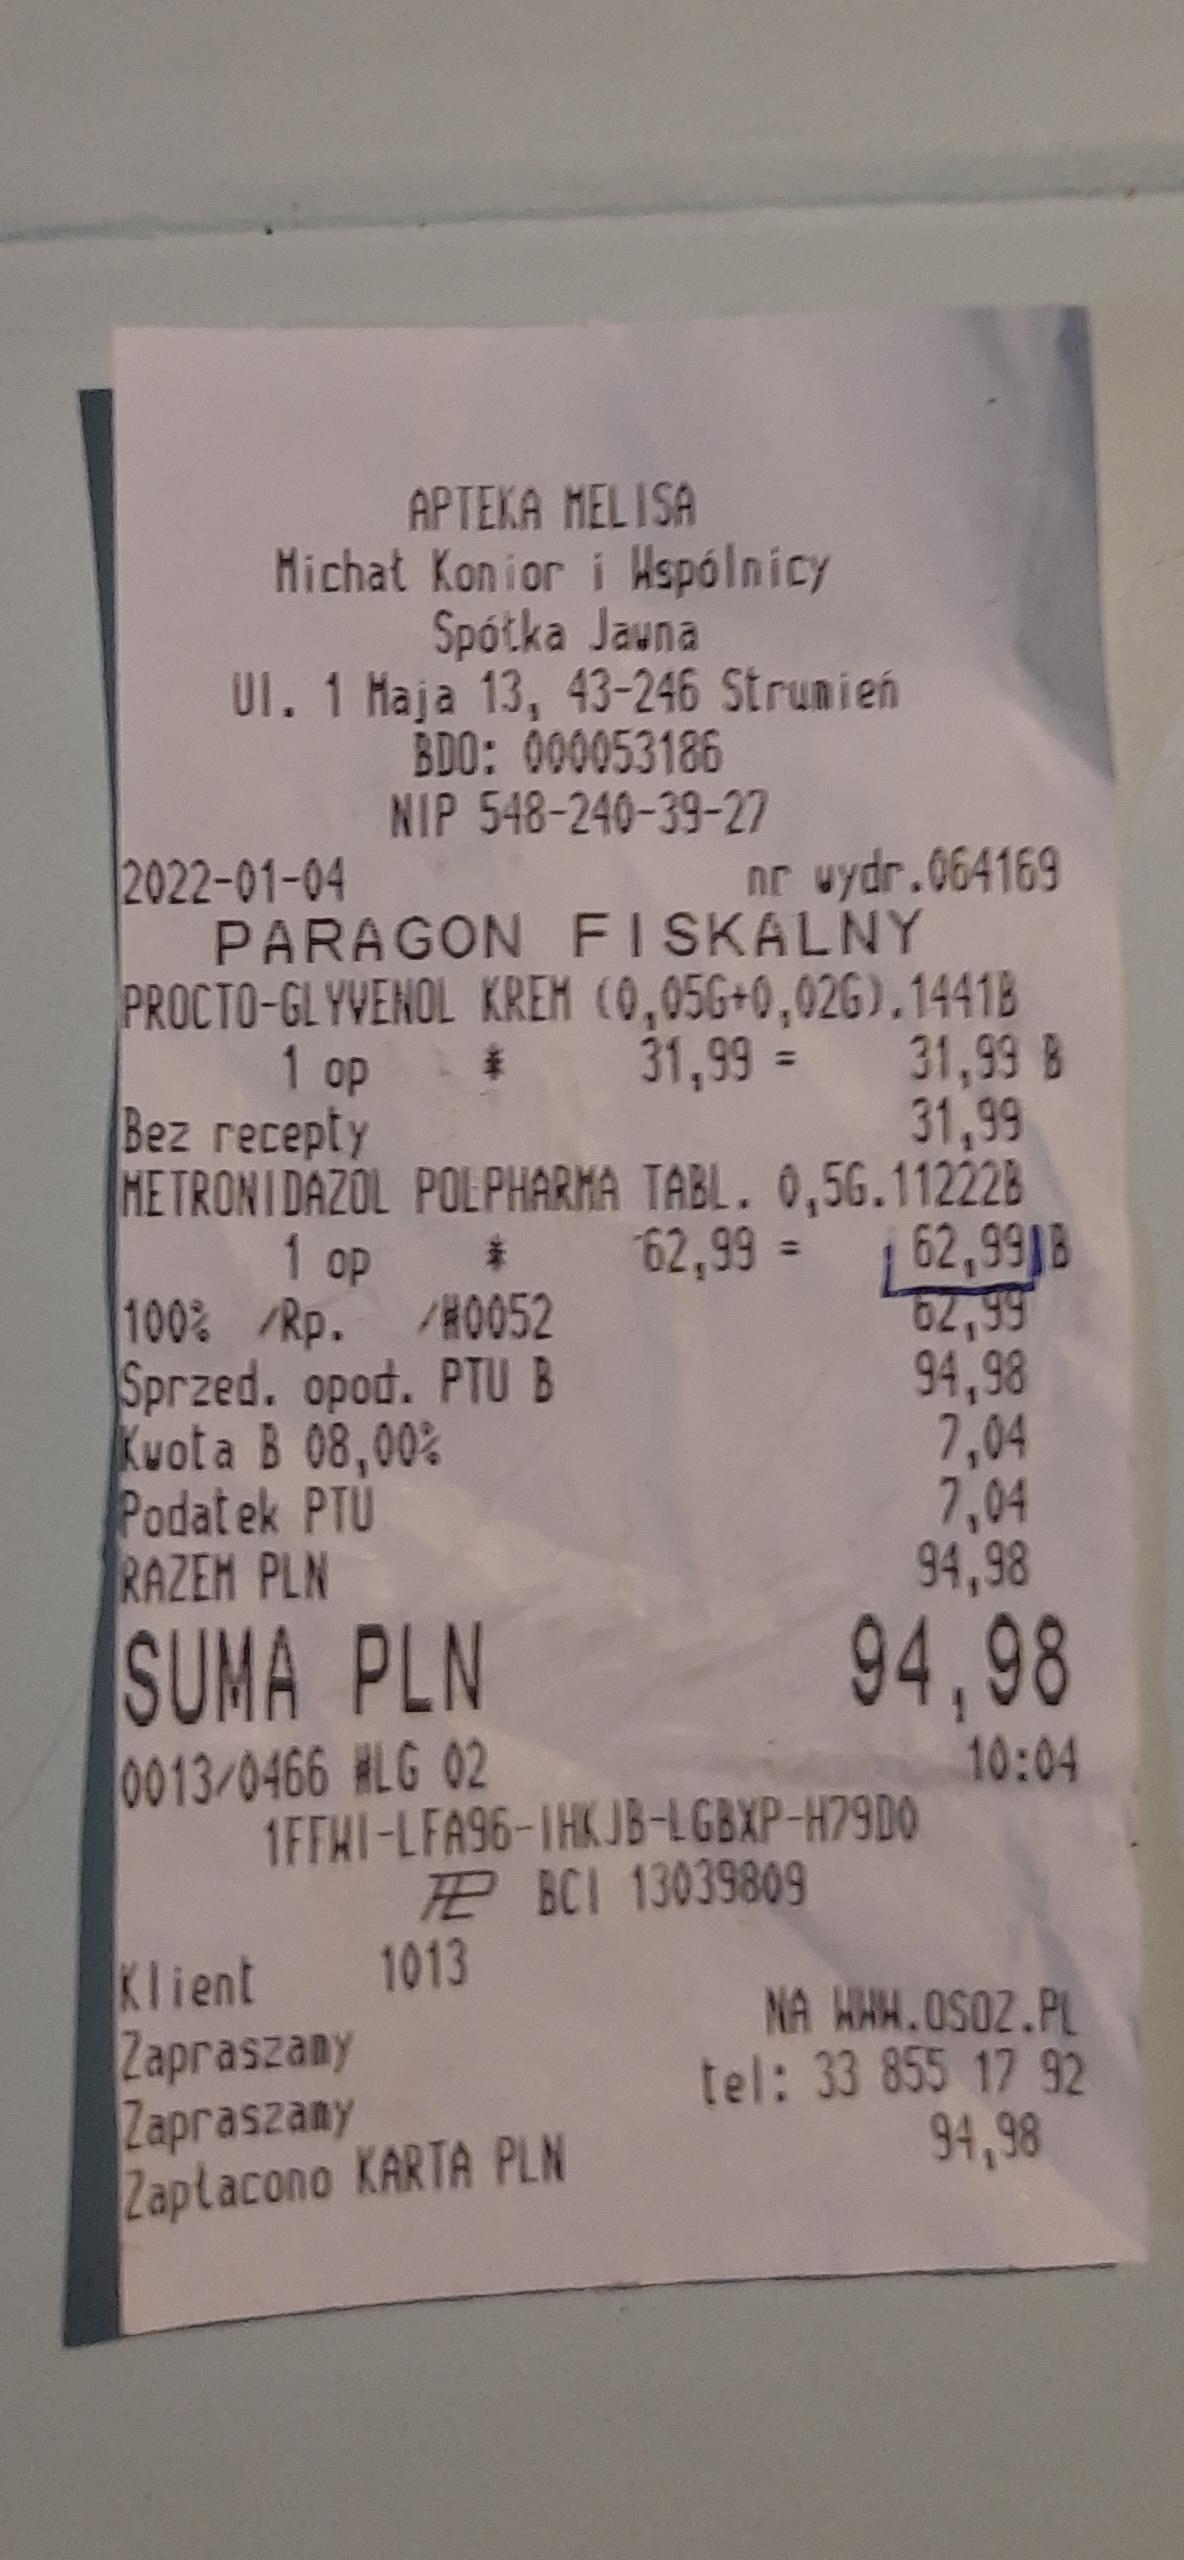 APTEKA MELISA
Michał Konior i Wspólnicy
Spółka Jawna
Ul. 1 Maja 13, 43-246 Strumień
BDO: 000053186
NIP 548-240-39-27
2022-01-04 nr wydr.064169
PARAGON FISKALNY
PROCTO-GLYVENOL KREM (0,05G+0,02G).1441B
1 op * 31,99 = 31,99 B
Bez recepty 31,99
METRONIDAZOL POLPHARMA TABL. 0,5G.11222B
1 op * 62,99 = 62,99 B
100% /Rp. /#0052 62,99
Sprzed. opod. PTU B 94,98
Kwota B 08,00% 7,04
Podatek PTU 7,04
RAZEM PLN 94,98
SUMA PLN 94,98
0013/0466 #LG 02 10:04
1FFWI-LFA96-IHKJB-LGBXP-H79D0
BCI 13039809
Klient 1013
Zapraszamy NA WWW.OSOZ.PL
Zapraszamy tel: 33 855 17 92
Zapłacono KARTA PLN 94,98